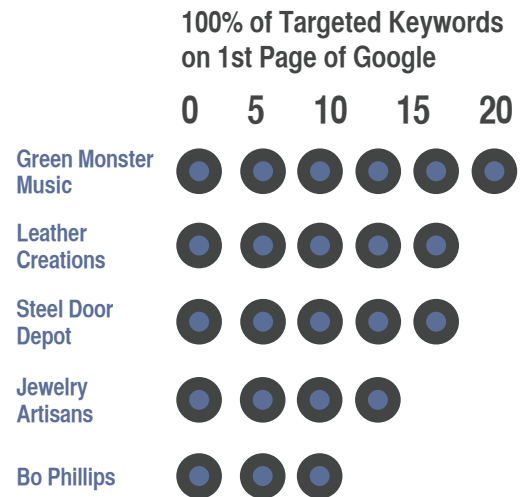 100% of Targeted Keywords
on 1st Page of Google
0 5 10 15 20
Green Monster
Music
Leather
Creations
Steel Door
Depot
Jewelry
Artisans
Bo Phillips